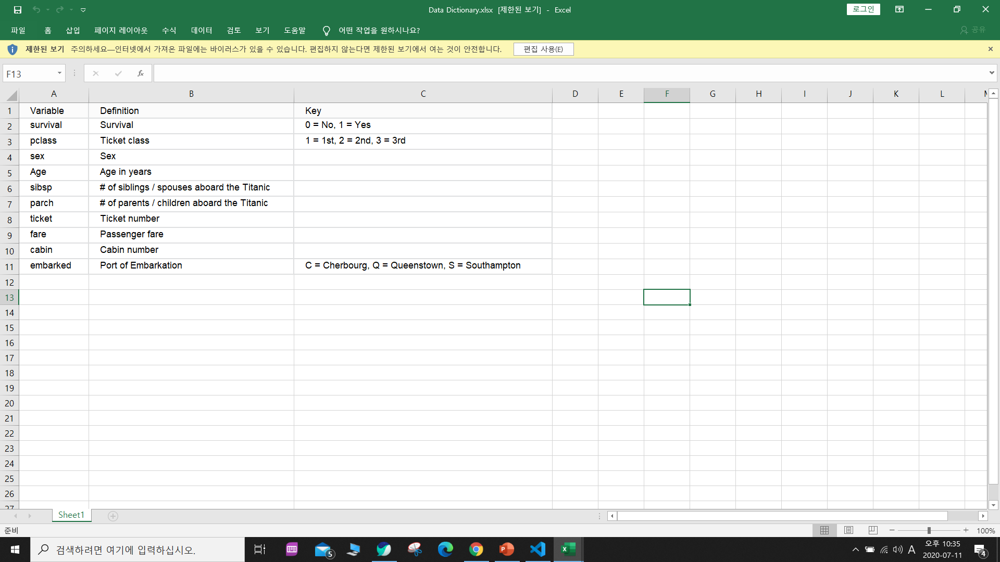 Data Dictionary.xlsx [제한된 보기] - Excel
로그인
파일 홈 삽입 페이지 레이아웃 수식 데이터 검토 보기 도움말 어떤 작업을 원하시나요? 공유
제한된 보기 주의하세요—인터넷에서 가져온 파일에는 바이러스가 있을 수 있습니다. 편집하지 않는다면 제한된 보기에서 여는 것이 안전합니다. 편집 사용(E)
F13 fx
A B C D E F G H I J K L
1 Variable Definition Key
2 survival Survival 0 = No, 1 = Yes
3 pclass Ticket class 1 = 1st, 2 = 2nd, 3 = 3rd
4 sex Sex
5 Age Age in years
6 sibsp # of siblings / spouses aboard the Titanic
7 parch # of parents / children aboard the Titanic
8 ticket Ticket number
9 fare Passenger fare
10 cabin Cabin number
11 embarked Port of Embarkation C = Cherbourg, Q = Queenstown, S = Southampton
12
13
14
15
16
17
18
19
20
21
22
23
24
25
26
27
Sheet1
준비 100%
검색하려면 여기에 입력하십시오. 5 A 오후 10:35 4
2020-07-11